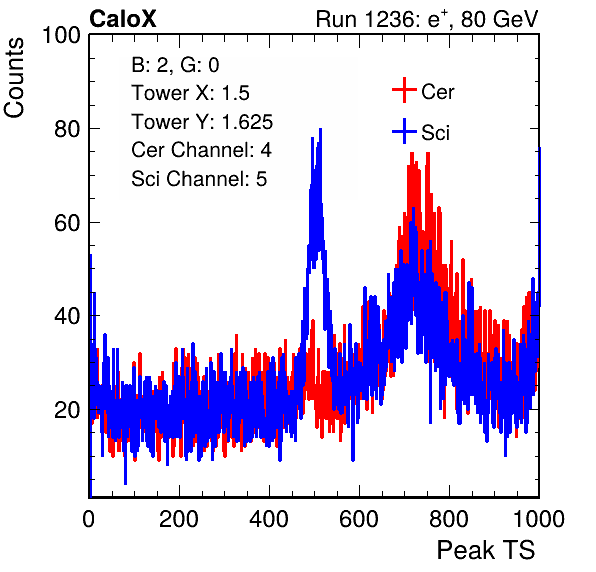 CaloX Run 1236: e+, 80 GeV
Counts
B: 2, G: 0
Tower X: 1.5
Tower Y: 1.625
Cer Channel: 4
Sci Channel: 5
Cer
Sci
100
80
60
40
20
0 200 400 600 800 1000
Peak TS